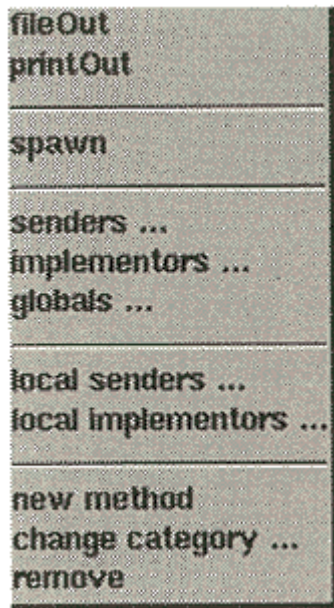 fileOut
printOut
spawn
senders ...
implementors ...
globals ...
local senders ...
local implementors ...
new method
change category ...
remove